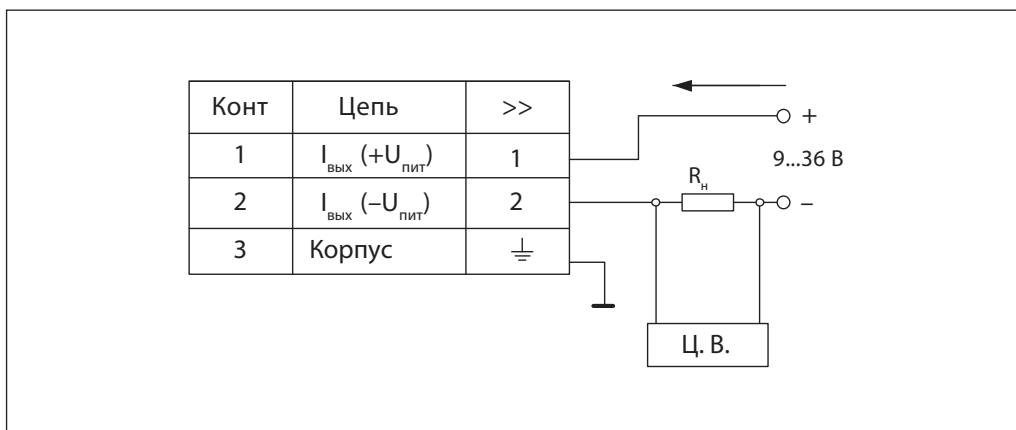 Конт Цепь >>
1 Iвых (+Uпит) 1
2 Iвых (–Uпит) 2
3 Корпус
+
9...36 В
Rн
–
Ц. В.